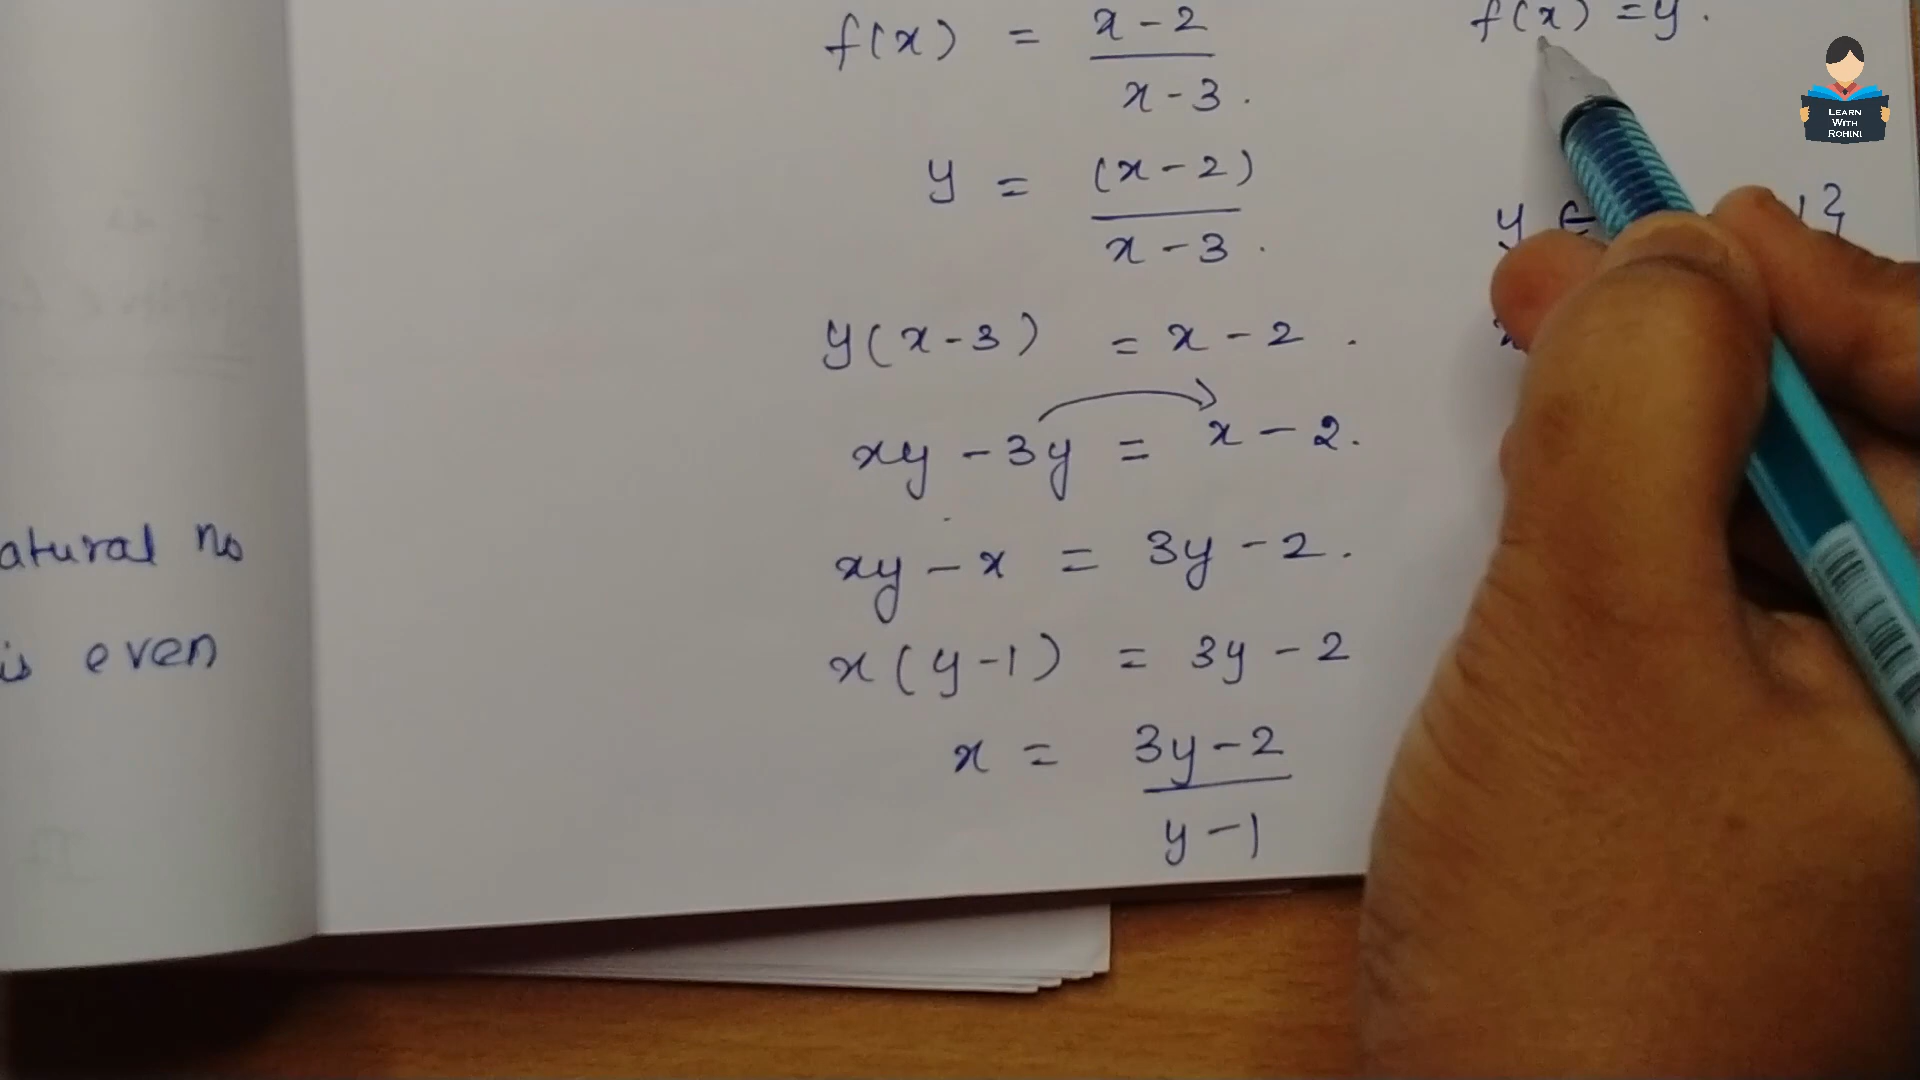 f(x) = x-2 / x-3.
y = (x-2) / x-3.
y(x-3) = x-2.
xy-3y = x-2.
xy-x = 3y-2.
x(y-1) = 3y-2
x = 3y-2 / y-1
f(x) = y.
y ∈ 1}
no
is even
LEARN
WITH
ROHINI